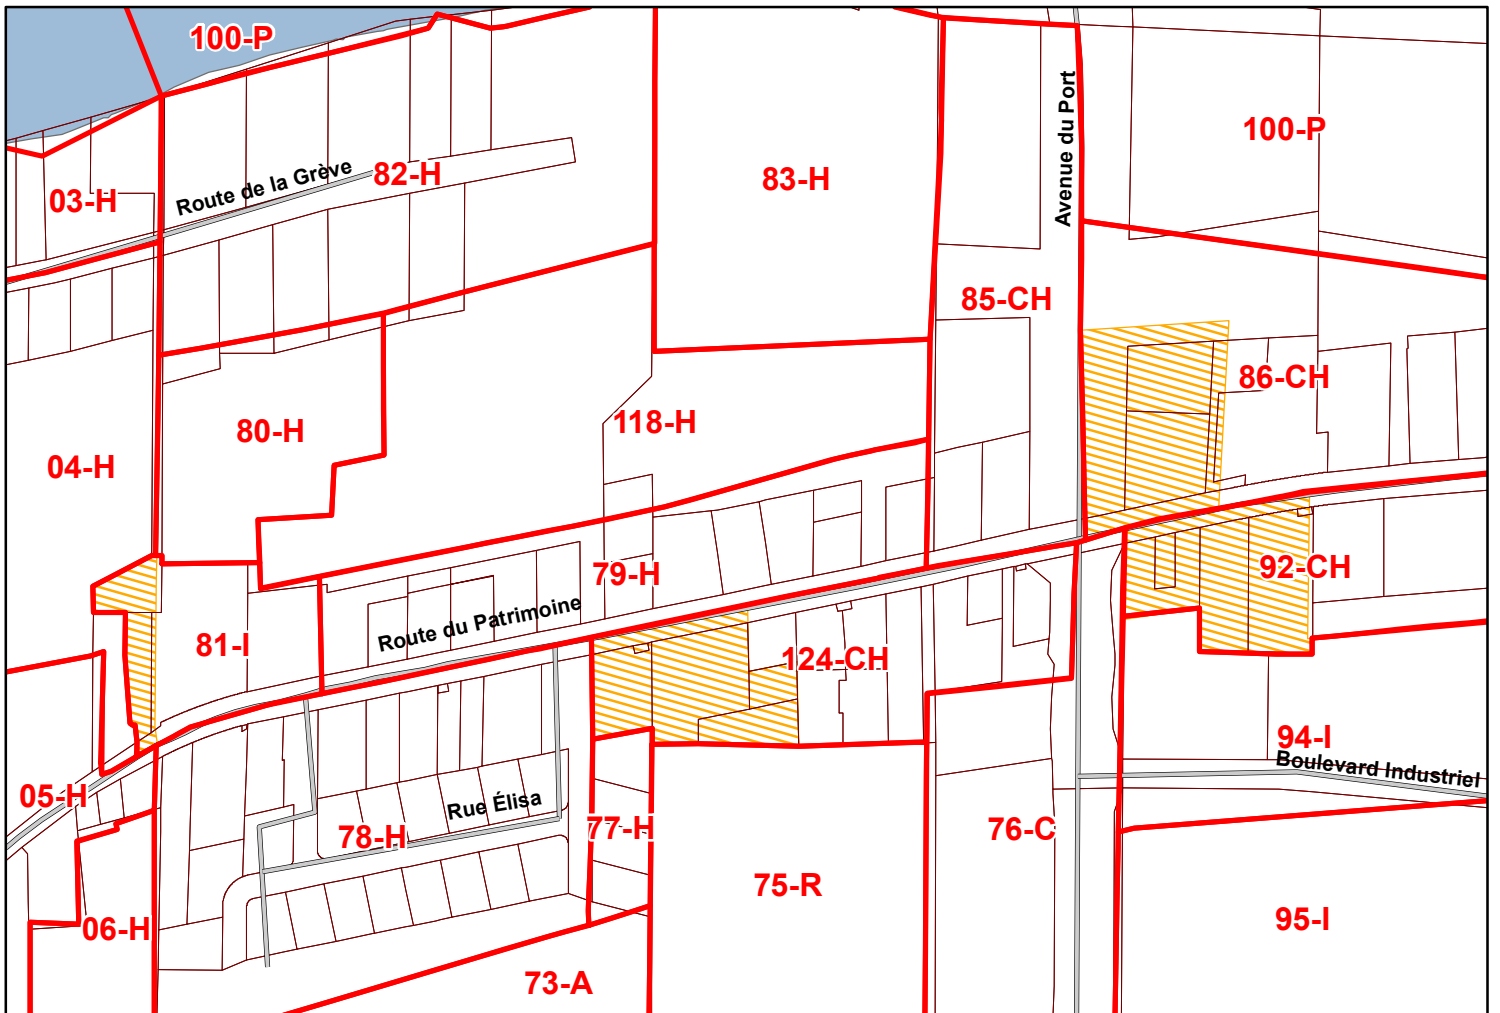 100-P
Avenue du Port
100-P
Route de la Grève
82-H
83-H
03-H
85-CH
86-CH
80-H
118-H
04-H
79-H
92-CH
Route du Patrimoine
81-I
124-CH
94-I
Boulevard Industriel
05-H
Rue Élisa
78-H
77-H
76-C
75-R
95-I
06-H
73-A